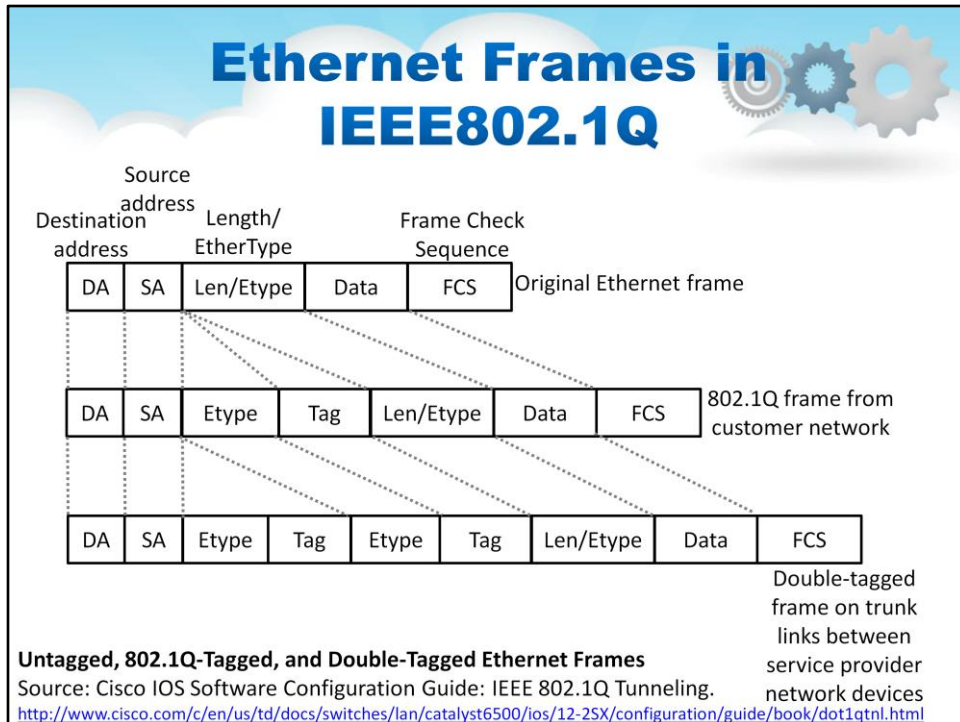 Ethernet Frames in
IEEE802.1Q
Source
address
Destination
address
Length/
EtherType
Frame Check
Sequence
DA SA Len/Etype Data FCS
Original Ethernet frame
DA SA Etype Tag Len/Etype Data FCS
802.1Q frame from
customer network
DA SA Etype Tag Etype Tag Len/Etype Data FCS
Double-tagged
frame on trunk
links between
service provider
network devices
Untagged, 802.1Q-Tagged, and Double-Tagged Ethernet Frames
Source: Cisco IOS Software Configuration Guide: IEEE 802.1Q Tunneling.
http://www.cisco.com/c/en/us/td/docs/switches/lan/catalyst6500/ios/12-2SX/configuration/guide/book/dot1qtnl.html